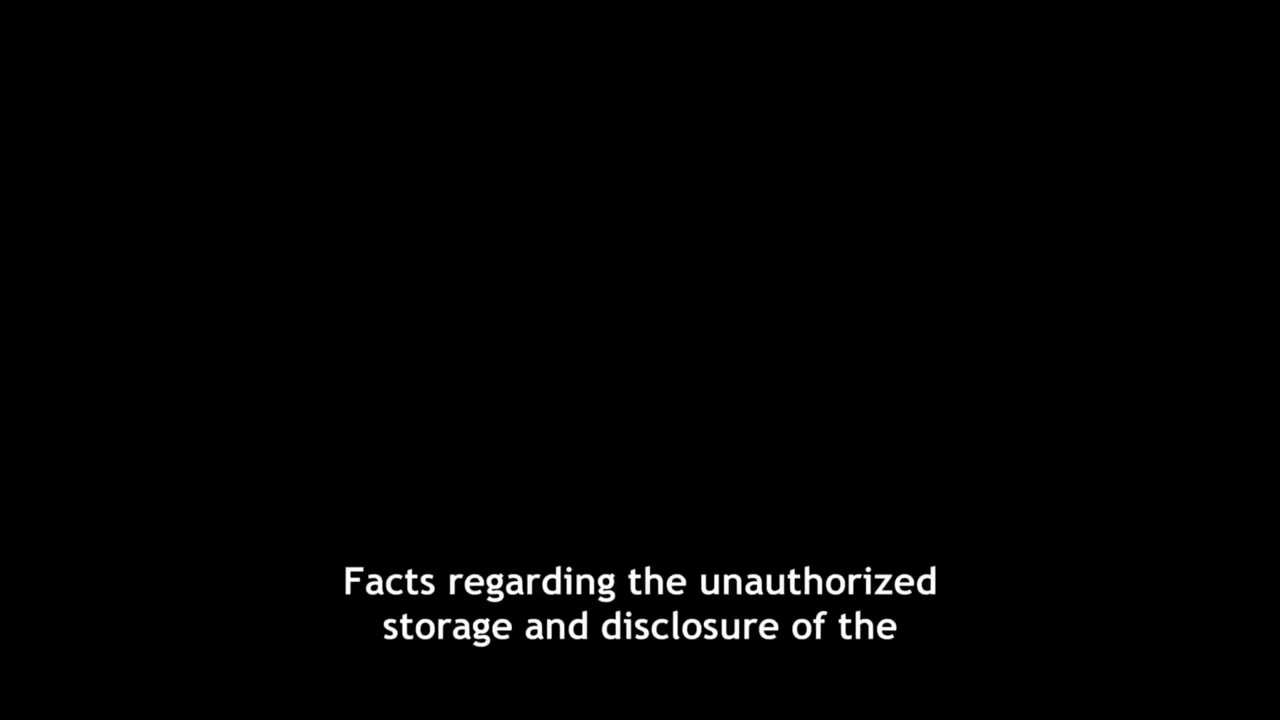 Facts regarding the unauthorized
storage and disclosure of the